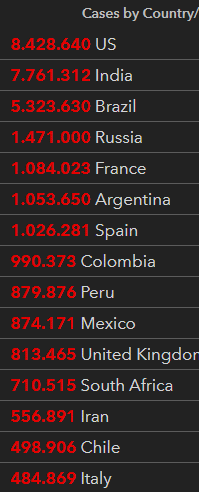 Cases by Country/
8.428.640 US
7.761.312 India
5.323.630 Brazil
1.471.000 Russia
1.084.023 France
1.053.650 Argentina
1.026.281 Spain
990.373 Colombia
879.876 Peru
874.171 Mexico
813.465 United Kingdom
710.515 South Africa
556.891 Iran
498.906 Chile
484.869 Italy